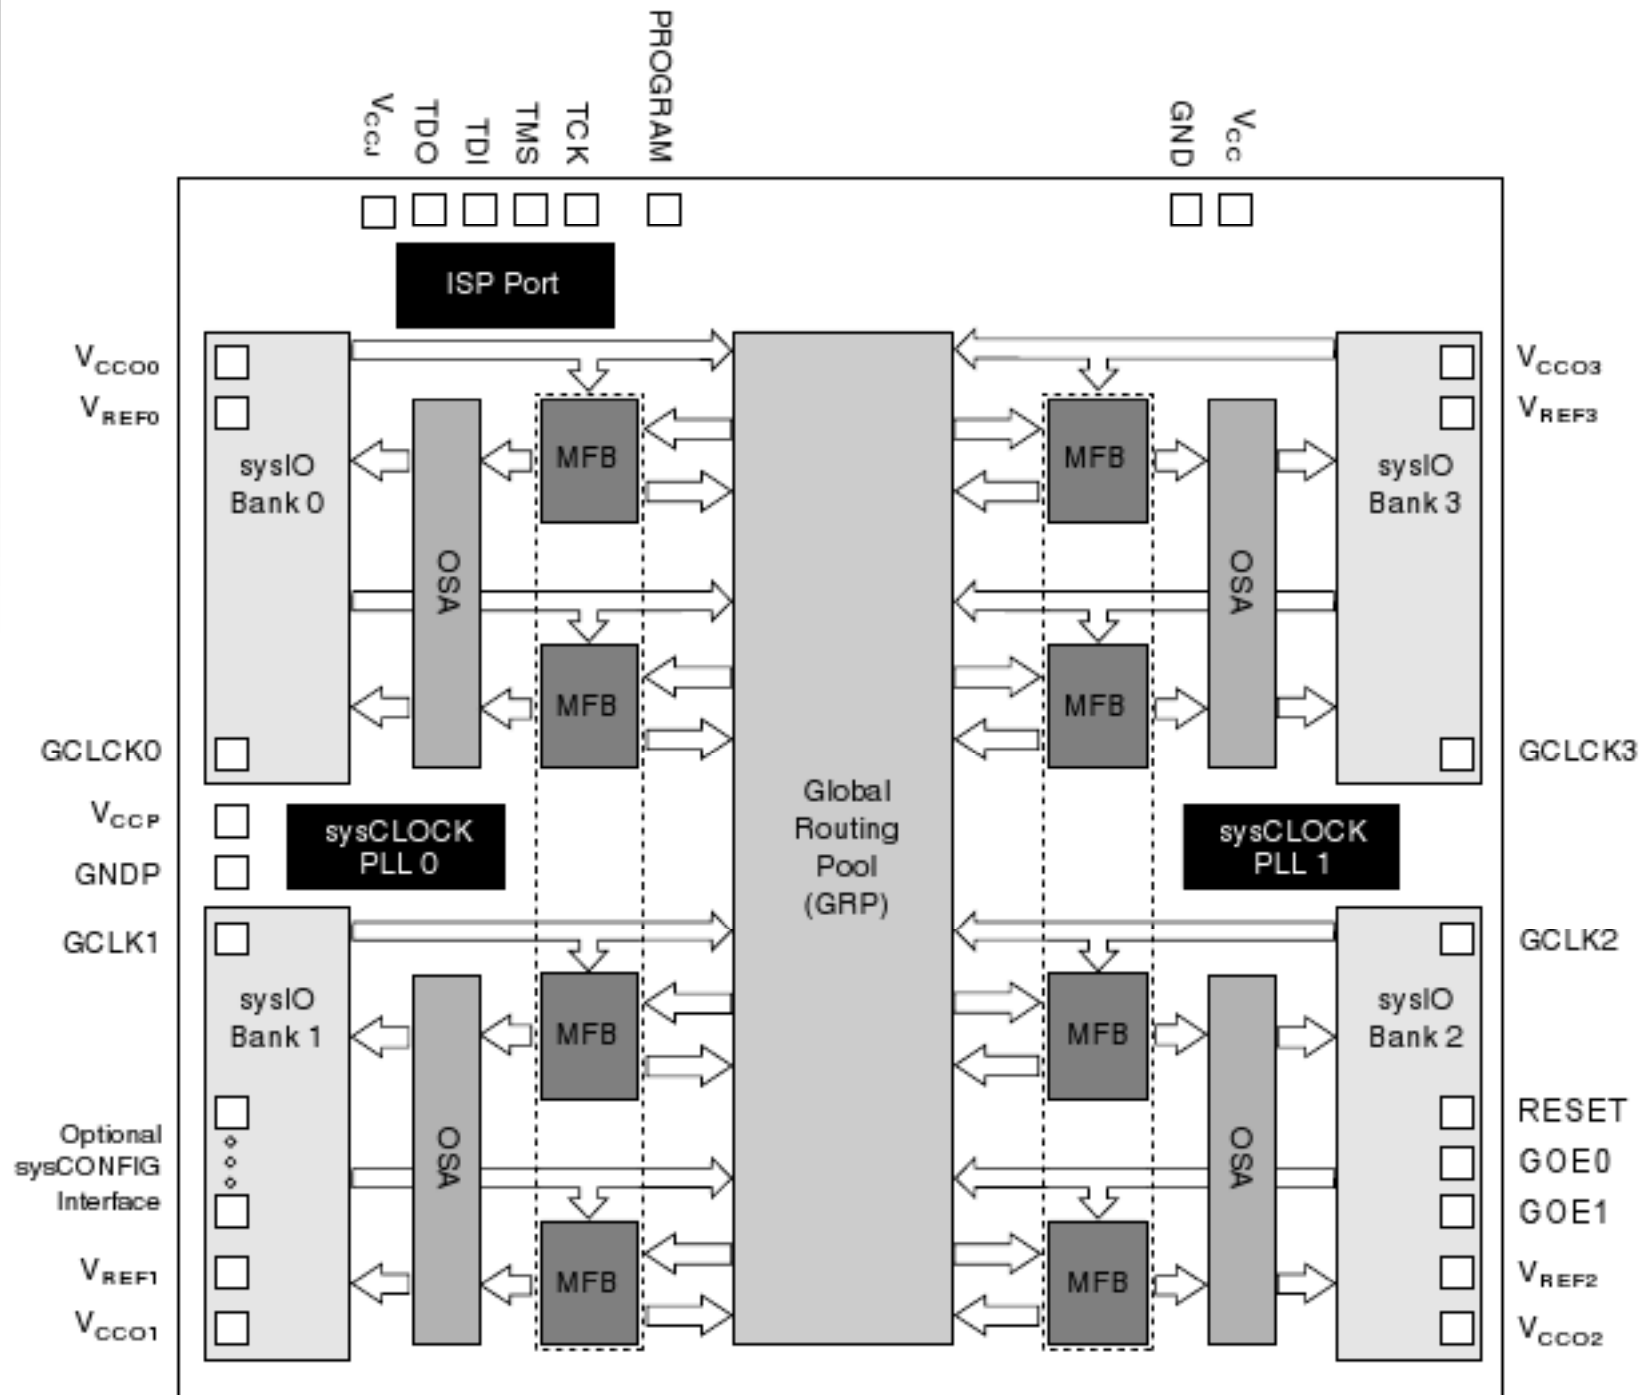 PROGRAM
VCCJ
TDO
TDI
TMS
TCK
GND
VCC
ISP Port
VCCO0
VREF0
sysIO
Bank 0
OSA
MFB
MFB
GCLCK0
VCCP
GNDP
sysCLOCK
PLL 0
GCLK1
sysIO
Bank 1
OSA
MFB
MFB
Optional
sysCONFIG
Interface
VREF1
VCCO1
Global
Routing
Pool
(GRP)
VCCO3
VREF3
sysIO
Bank 3
OSA
MFB
MFB
GCLCK3
sysCLOCK
PLL 1
GCLK2
sysIO
Bank 2
OSA
MFB
MFB
RESET
GOE0
GOE1
VREF2
VCCO2